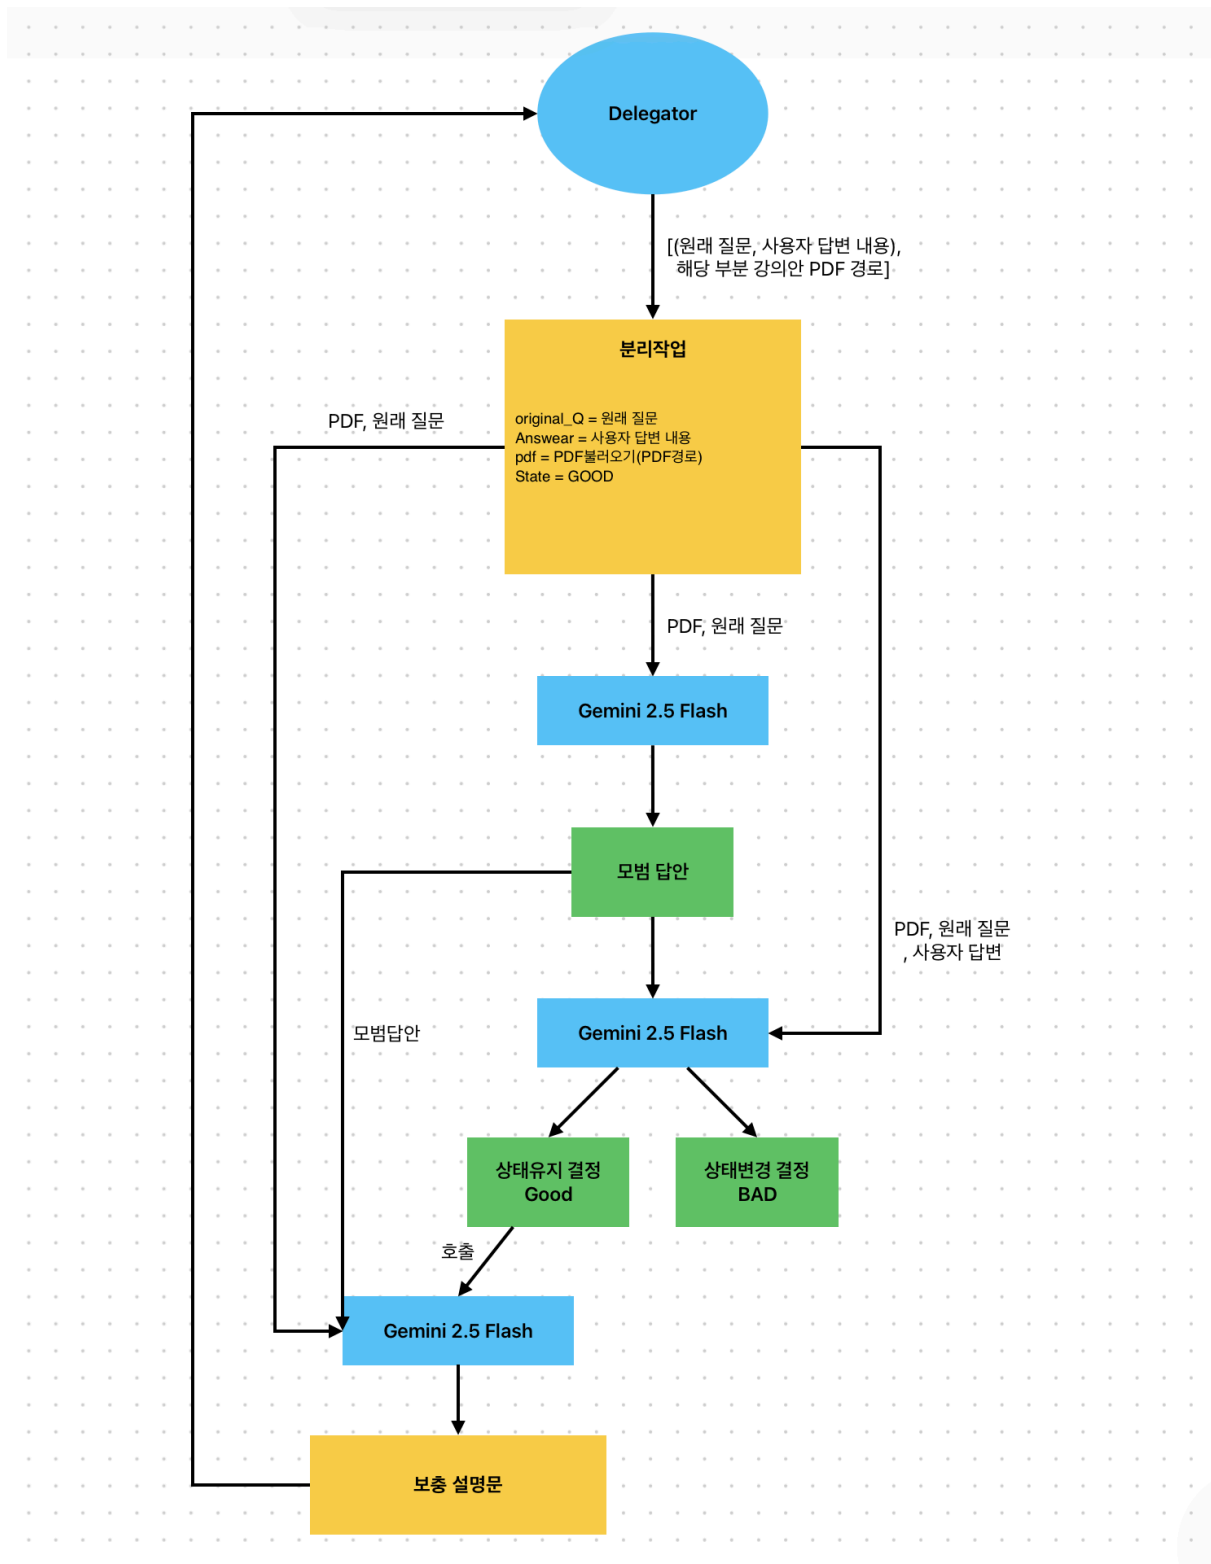 Delegator
[(원래 질문, 사용자 답변 내용),
해당 부분 강의안 PDF 경로]
분리작업
original_Q = 원래 질문
Answear = 사용자 답변 내용
pdf = PDF불러오기(PDF경로)
State = GOOD
PDF, 원래 질문
PDF, 원래 질문
Gemini 2.5 Flash
모범 답안
PDF, 원래 질문
, 사용자 답변
모범답안
Gemini 2.5 Flash
상태유지 결정
Good
상태변경 결정
BAD
호출
Gemini 2.5 Flash
보충 설명문